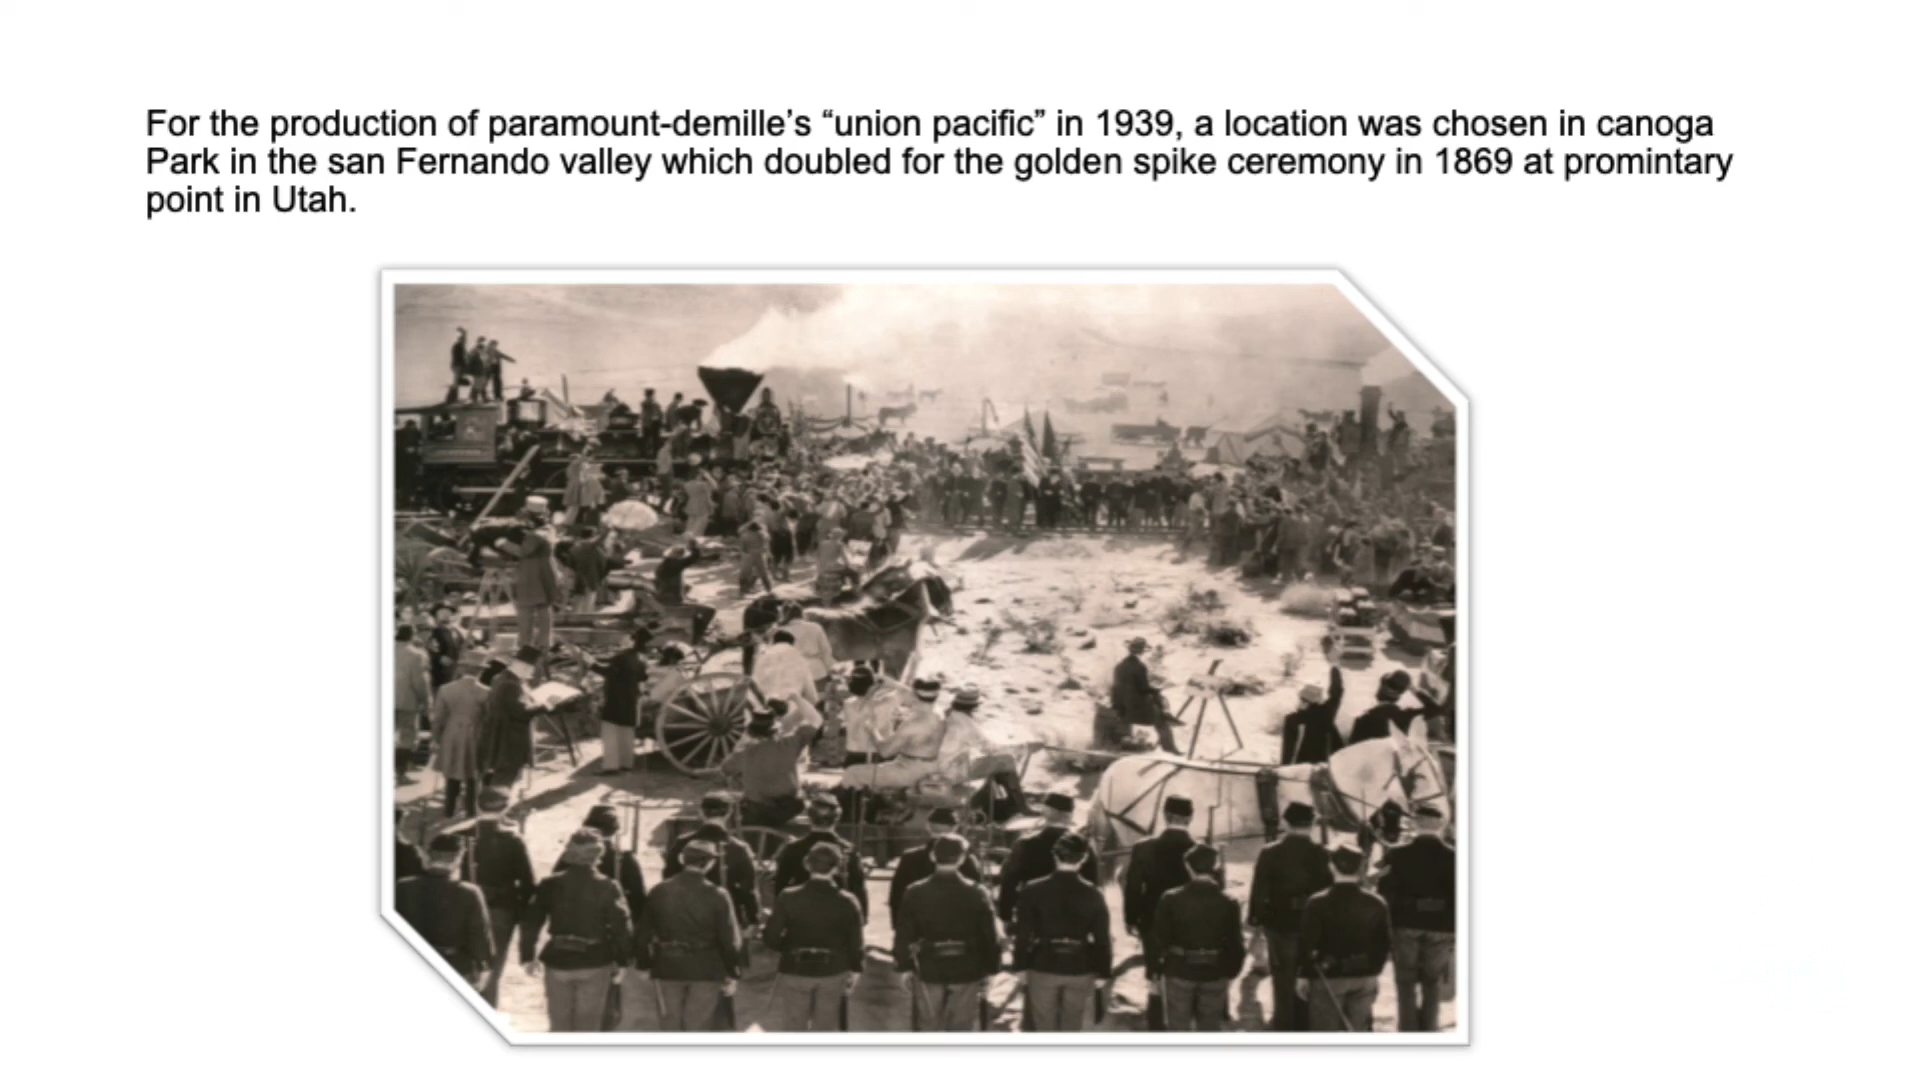 For the production of paramount-demille’s “union pacific” in 1939, a location was chosen in canoga
Park in the san Fernando valley which doubled for the golden spike ceremony in 1869 at promintary
point in Utah.